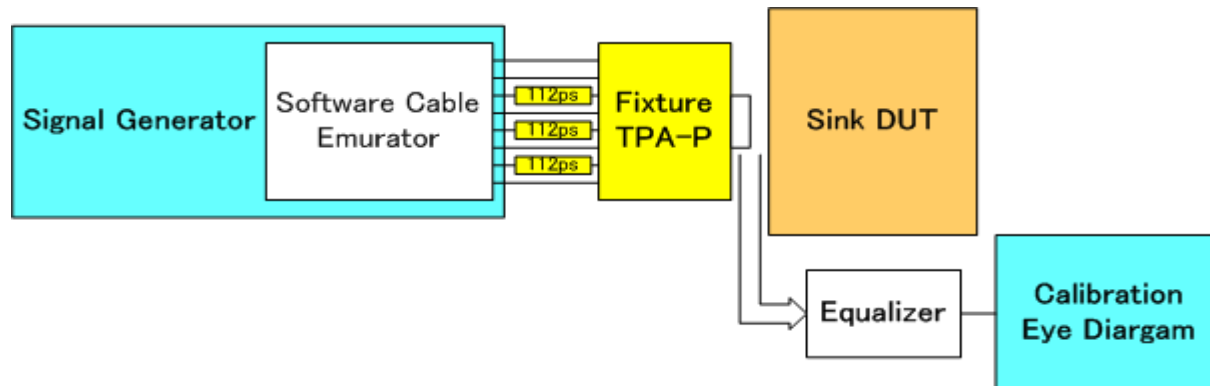 Signal Generator
Software Cable
Emurator
112ps
112ps
112ps
Fixture
TPA-P
Sink DUT
Equalizer
Calibration
Eye Diargam